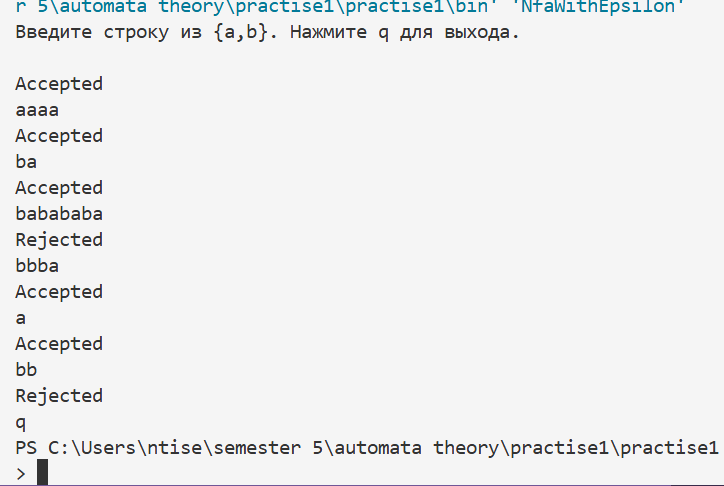 r 5\automata theory\practise1\practise1\bin' 'NfaWithEpsilon'
Введите строку из {a,b}. Нажмите q для выхода.
Accepted
aaaa
Accepted
ba
Accepted
babababa
Rejected
bbba
Accepted
a
Accepted
bb
Rejected
q
PS C:\Users\ntise\semester 5\automata theory\practise1\practise1
>